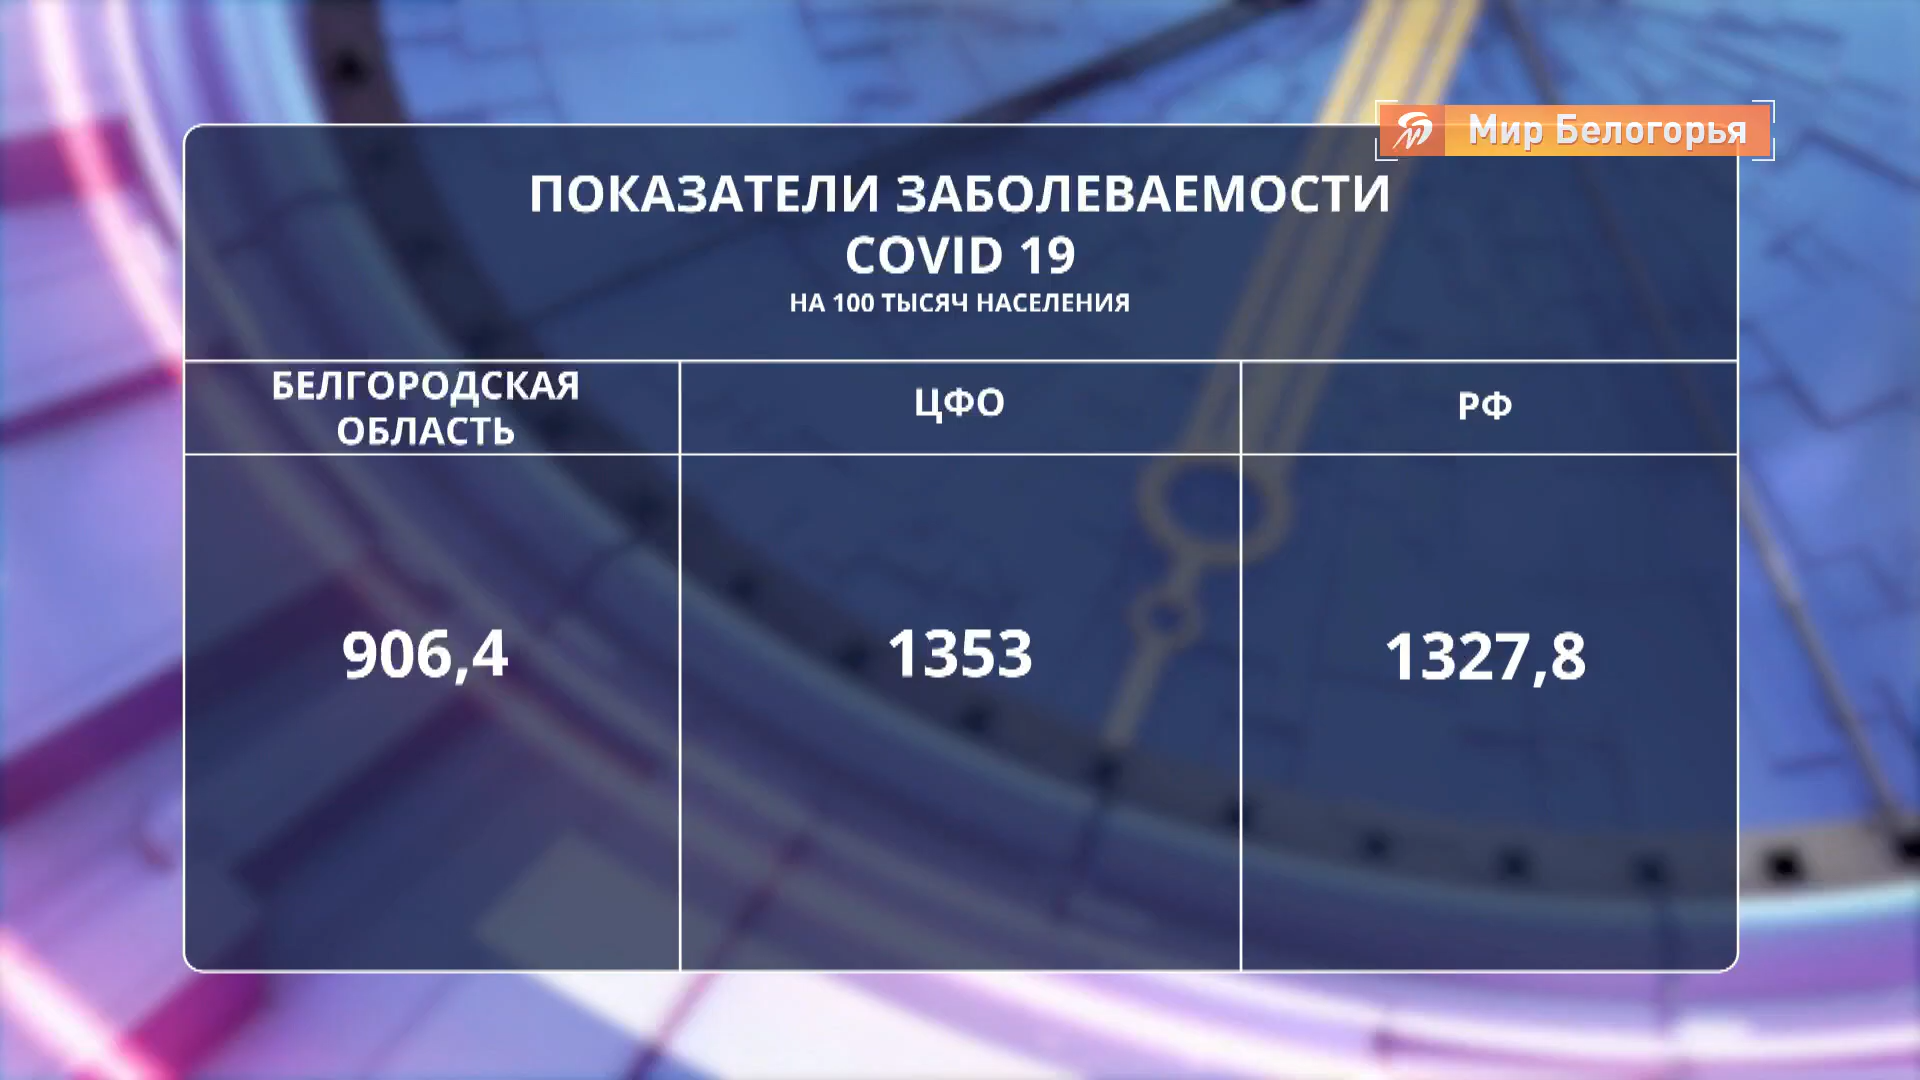 Мир Белогорья
ПОКАЗАТЕЛИ ЗАБОЛЕВАЕМОСТИ
COVID 19
НА 100 ТЫСЯЧ НАСЕЛЕНИЯ
БЕЛГОРОДСКАЯ
ОБЛАСТЬ
ЦФО
РФ
906,4
1353
1327,8